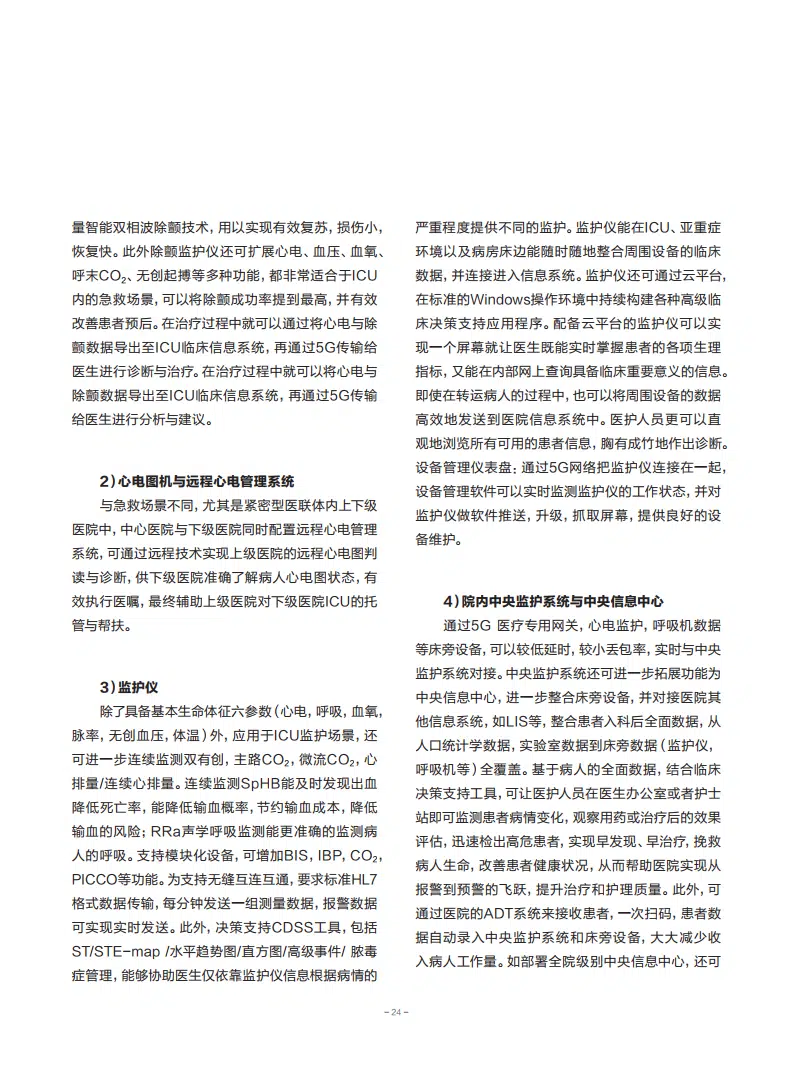 量智能双相波除颤技术，用以实现有效复苏，损伤小，
恢复快。此外除颤监护仪还可扩展心电、血压、血氧、
呼末CO₂、无创起搏等多种功能，都非常适合于ICU
内的急救场景，可以将除颤成功率提到最高，并有效
改善患者预后。在治疗过程中就可以通过将心电与除
颤数据导出至ICU临床信息系统，再通过5G传输给
医生进行诊断与治疗。在治疗过程中就可以将心电与
除颤数据导出至ICU临床信息系统，再通过5G传输
给医生进行分析与建议。
2）心电图机与远程心电管理系统
与急救场景不同，尤其是紧密型医联体内上下级
医院中，中心医院与下级医院同时配置远程心电管理
系统，可通过远程技术实现上级医院的远程心电图判
读与诊断，供下级医院准确了解病人心电图状态，有
效执行医嘱，最终辅助上级医院对下级医院ICU的托
管与帮扶。
3）监护仪
除了具备基本生命体征六参数（心电，呼吸，血氧，
脉率，无创血压，体温）外，应用于ICU监护场景，还
可进一步连续监测双有创，主路CO₂，微流CO₂，心
排量/连续心排量。连续监测SpHB能及时发现出血
降低死亡率，能降低输血概率，节约输血成本，降低
输血的风险；RRa声学呼吸监测能更准确的监测病
人的呼吸。支持模块化设备，可增加BIS，IBP，CO₂，
PICCO等功能。为支持无缝互连互通，要求标准HL7
格式数据传输，每分钟发送一组测量数据，报警数据
可实现实时发送。此外，决策支持CDSS工具，包括
ST/STE-map /水平趋势图/直方图/高级事件/ 脓毒
症管理，能够协助医生仅依靠监护仪信息根据病情的
严重程度提供不同的监护。监护仪能在ICU、亚重症
环境以及病房床边能随时随地整合周围设备的临床
数据，并连接进入信息系统。监护仪还可通过云平台，
在标准的Windows操作环境中持续构建各种高级临
床决策支持应用程序。配备云平台的监护仪可以实
现一个屏幕就让医生既能实时掌握患者的各项生理
指标，又能在内部网上查询具备临床重要意义的信息。
即使在转运病人的过程中，也可以将周围设备的数据
高效地发送到医院信息系统中。医护人员更可以直
观地浏览所有可用的患者信息，胸有成竹地作出诊断。
设备管理仪表盘；通过5G网络把监护仪连接在一起，
设备管理软件可以实时监测监护仪的工作状态，并对
监护仪做软件推送，升级，抓取屏幕，提供良好的设
备维护。
4）院内中央监护系统与中央信息中心
通过5G 医疗专用网关，心电监护，呼吸机数据
等床旁设备，可以较低延时，较小丢包率，实时与中央
监护系统对接。中央监护系统还可进一步拓展功能为
中央信息中心，进一步整合床旁设备，并对接医院其
他信息系统，如LIS等，整合患者入科后全面数据，从
人口统计学数据，实验室数据到床旁数据（监护仪，
呼吸机等）全覆盖。基于病人的全面数据，结合临床
决策支持工具，可让医护人员在医生办公室或者护士
站即可监测患者病情变化，观察用药或治疗后的效果
评估，迅速检出高危患者，实现早发现、早治疗，挽救
病人生命，改善患者健康状况，从而帮助医院实现从
报警到预警的飞跃，提升治疗和护理质量。此外，可
通过医院的ADT系统来接收患者，一次扫码，患者数
据自动录入中央监护系统和床旁设备，大大减少收
入病人工作量。如部署全院级别中央信息中心，还可
– 24 –